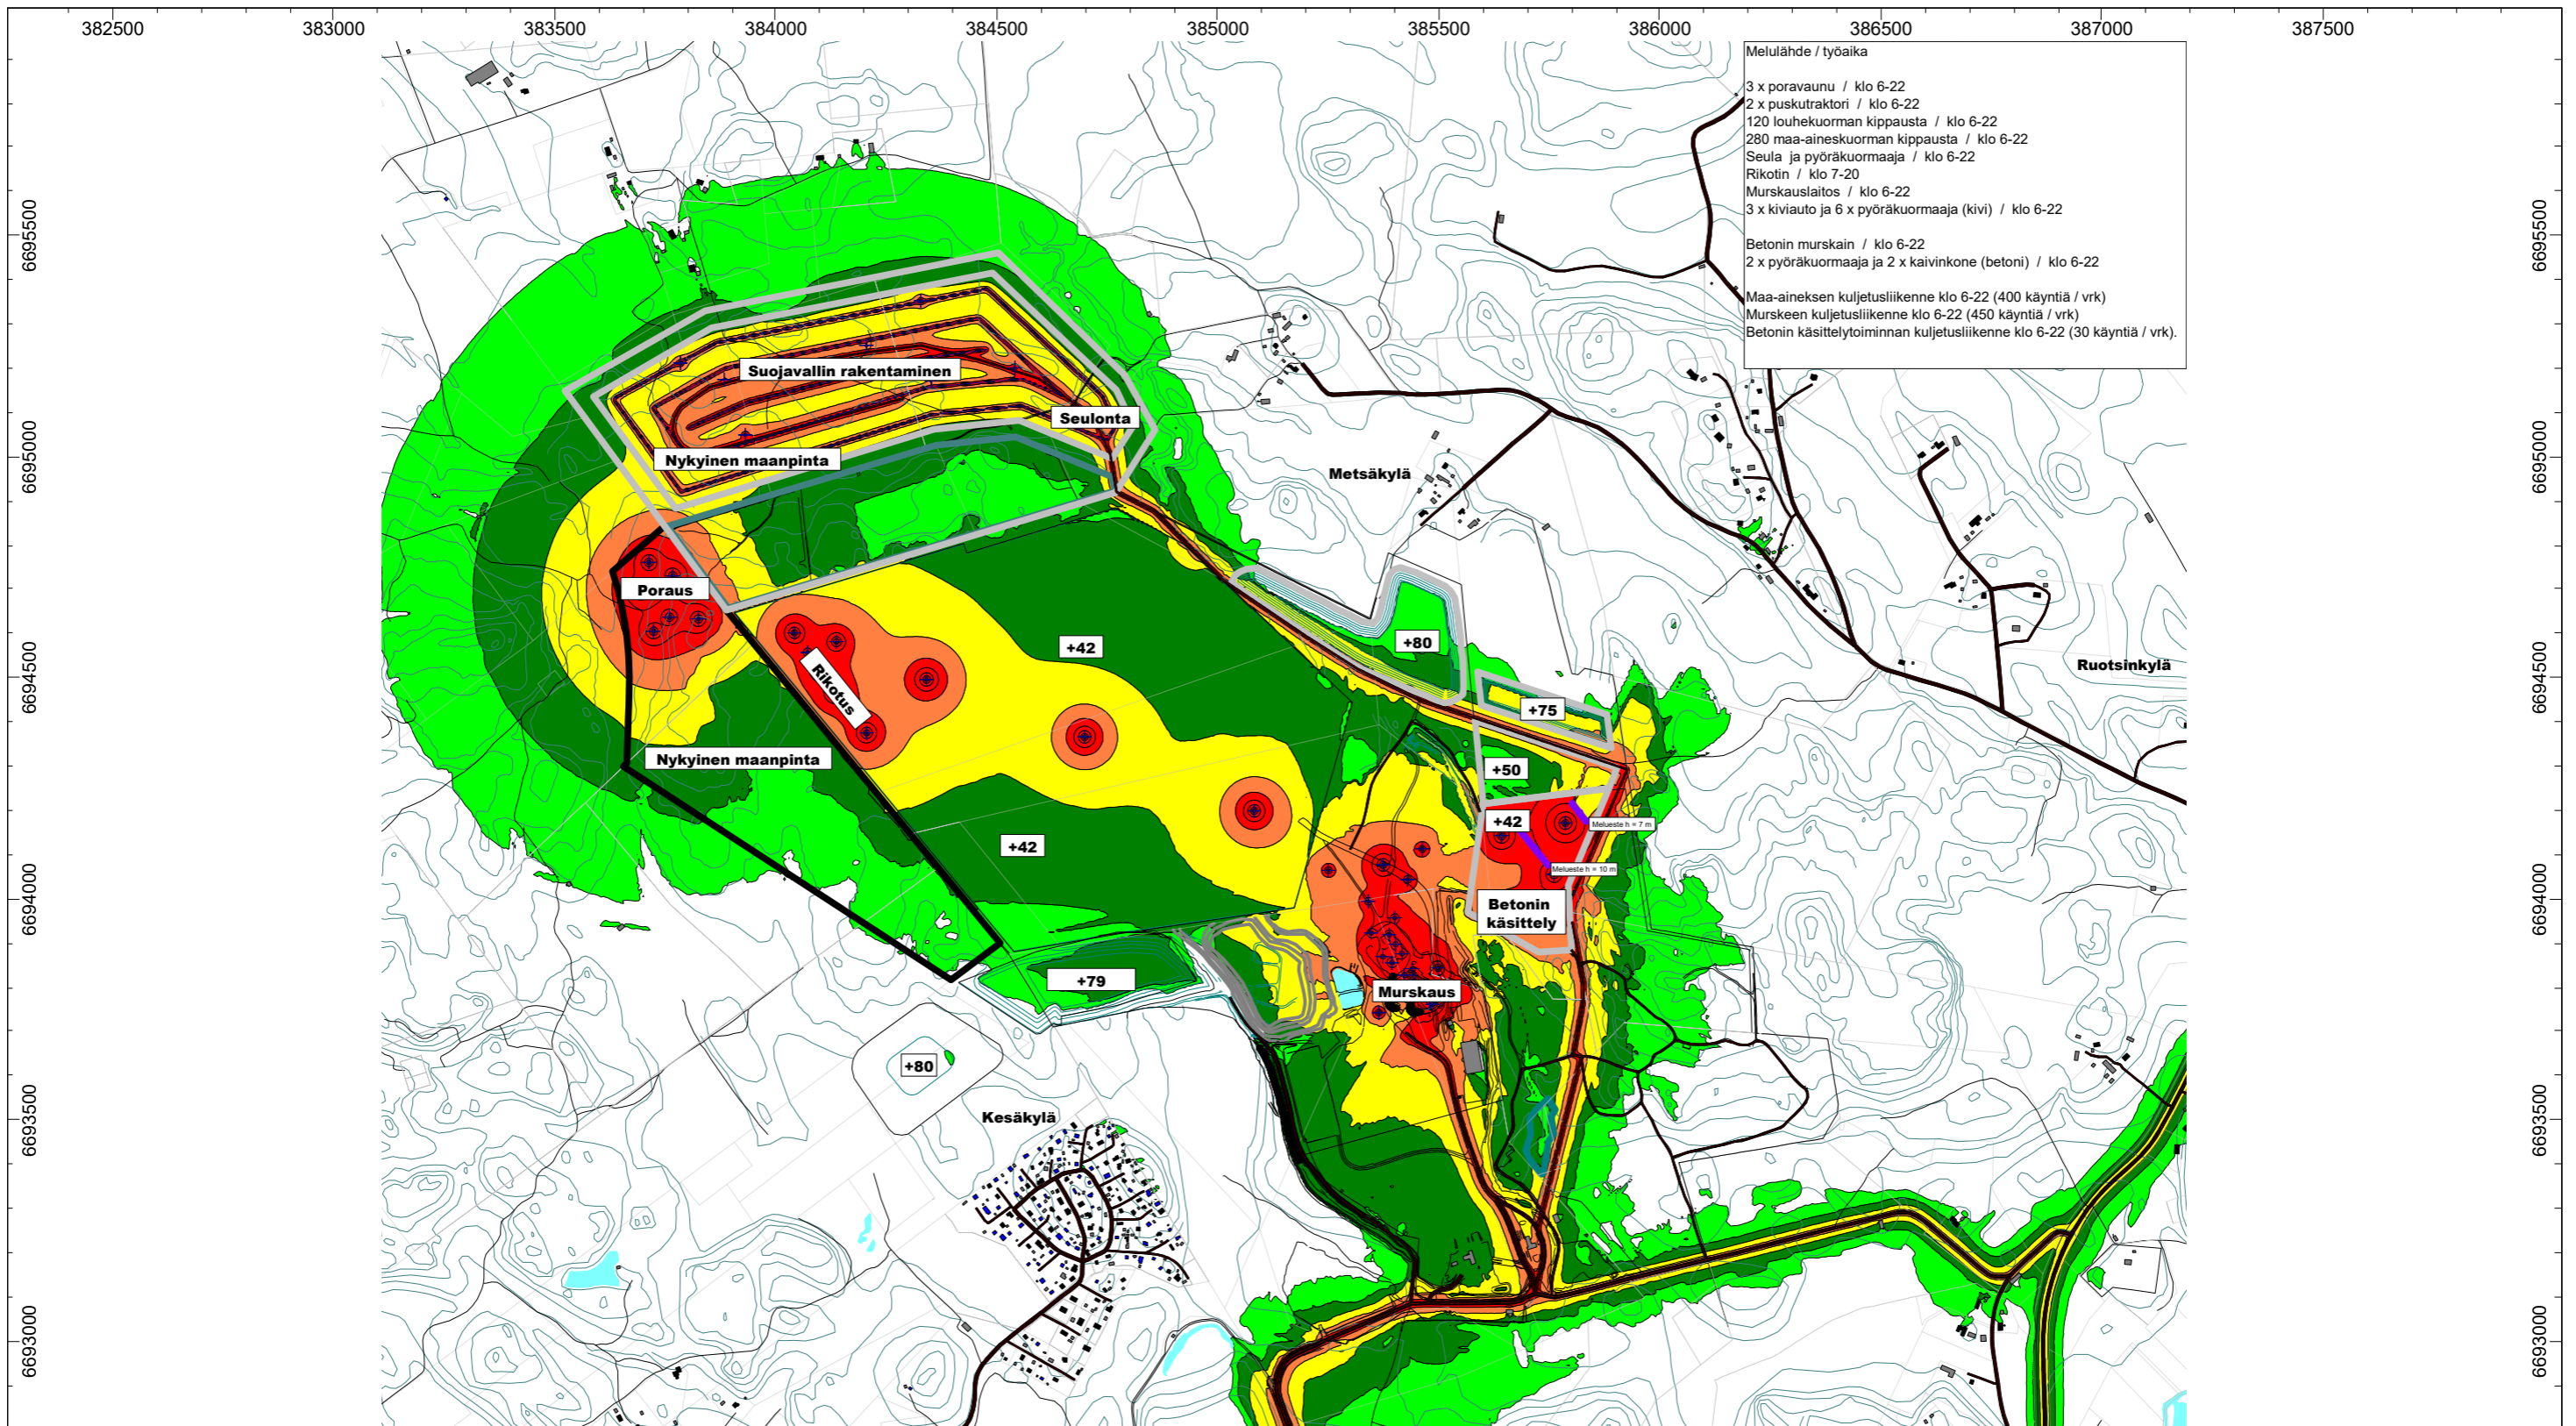 382500 383000 383500 384000 384500 385000 385500 386000 386500 387000 387500
Melulähde / työaika
3 x poravaunu / klo 6-22
2 x puskutraktori / klo 6-22
120 louhekuorman kippausta / klo 6-22
280 maa-aineskuorman kippausta / klo 6-22
Seula ja pyöräkuormaaja / klo 6-22
Rikotin / klo 7-20
Murskauslaitos / klo 6-22
3 x kiviauto ja 6 x pyöräkuormaaja (kivi) / klo 6-22
Betonin murskain / klo 6-22
2 x pyöräkuormaaja ja 2 x kaivinkone (betoni) / klo 6-22
Maa-aineksen kuljetusliikenne klo 6-22 (400 käyntiä / vrk)
Murskeen kuljetusliikenne klo 6-22 (450 käyntiä / vrk)
Betonin käsittelytoiminnan kuljetusliikenne klo 6-22 (30 käyntiä / vrk).
6695500
6695500
Suojavallin rakentaminen
Seulonta
Nykyinen maanpinta
6695000
6695000
Metsäkylä
Poraus
+42
+80
Ruotsinkylä
6694500
6694500
Rikotus
+75
Nykyinen maanpinta
+50
+42
Melueste h = 7 m
+42
Melueste h = 10 m
6694000
6694000
Betonin
käsittely
+79
Murskaus
+80
Kesäkylä
6693500
6693500
6693000
6693000